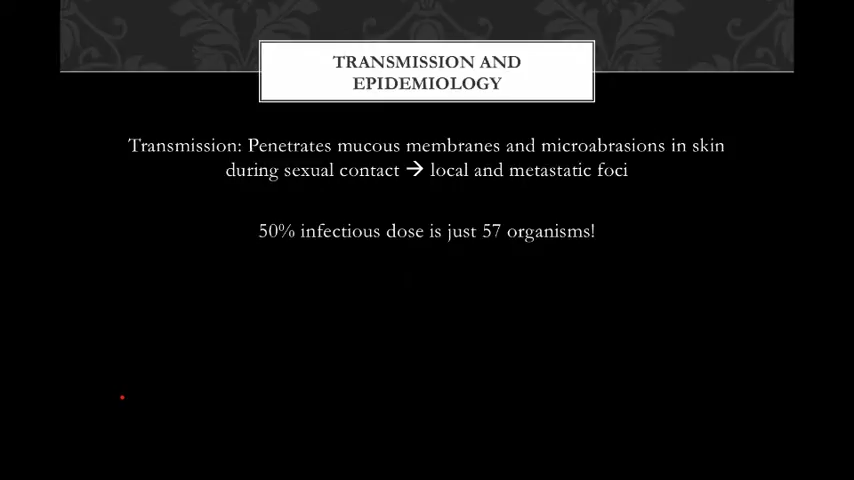 TRANSMISSION AND
EPIDEMIOLOGY
Transmission: Penetrates mucous membranes and microabrasions in skin
during sexual contact → local and metastatic foci
50% infectious dose is just 57 organisms!